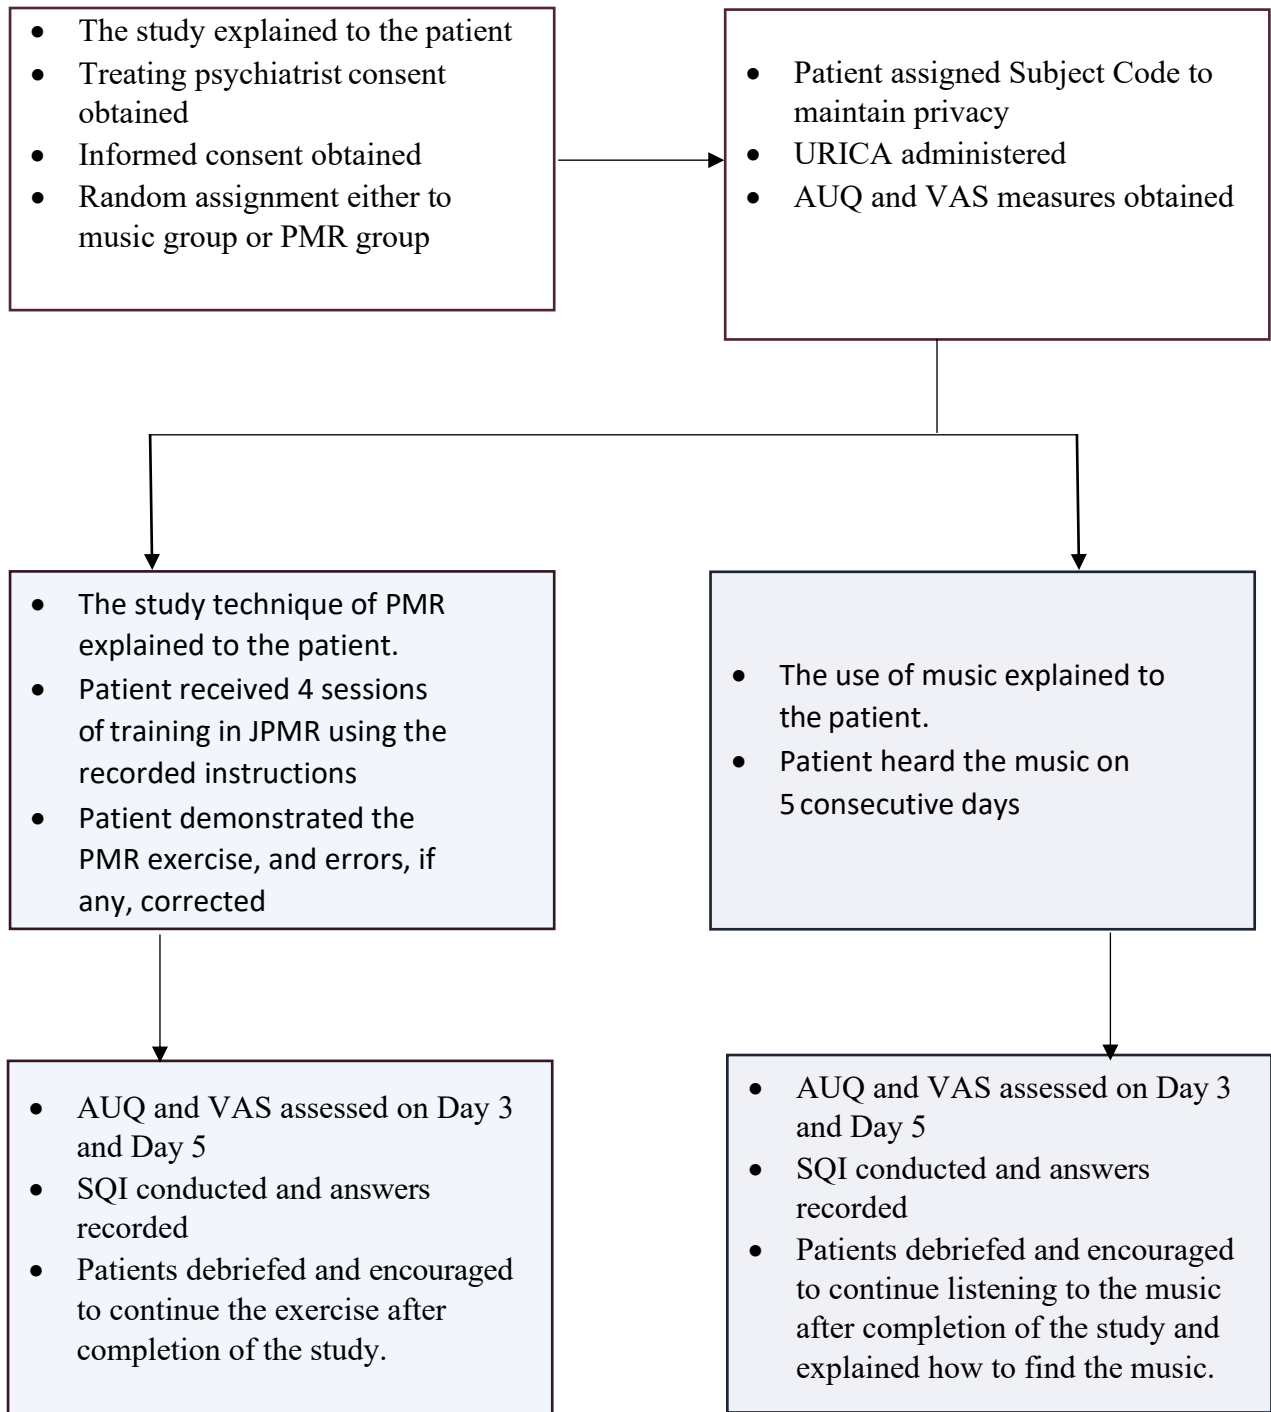 • The study explained to the patient
• Treating psychiatrist consent
obtained
• Informed consent obtained
• Random assignment either to
music group or PMR group
• Patient assigned Subject Code to
maintain privacy
• URICA administered
• AUQ and VAS measures obtained
• The study technique of PMR
explained to the patient.
• Patient received 4 sessions
of training in JPMR using the
recorded instructions
• Patient demonstrated the
PMR exercise, and errors, if
any, corrected
• The use of music explained to
the patient.
• Patient heard the music on
5 consecutive days
• AUQ and VAS assessed on Day 3
and Day 5
• SQI conducted and answers
recorded
• Patients debriefed and encouraged
to continue the exercise after
completion of the study.
• AUQ and VAS assessed on Day 3
and Day 5
• SQI conducted and answers
recorded
• Patients debriefed and encouraged
to continue listening to the music
after completion of the study and
explained how to find the music.